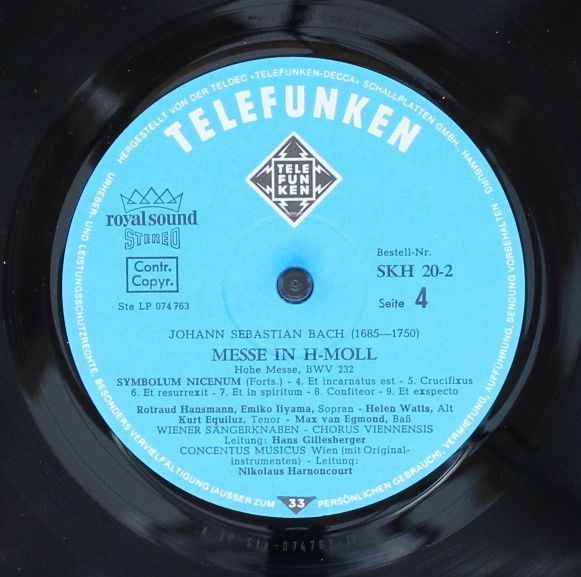 HERGESTELLT VON DER TELDEC »TELEFUNKEN-DECCA« SCHALLPLATTEN GMBH., HAMBURG
TELEFUNKEN
TELE
FUN
KEN
royal sound
STEREO
Contr.
Copyr.
Ste LP 074 763
Bestell-Nr.
SKH 20-2
Seite 4
JOHANN SEBASTIAN BACH (1685—1750)
MESSE IN H-MOLL
Hohe Messe, BWV 232
SYMBOLUM NICENUM (Forts.) - 4. Et incarnatus est - 5. Crucifixus
6. Et resurrexit - 7. Et in spiritum - 8. Confiteor - 9. Et exspecto
Rotraud Hansmann, Emiko Iiyama, Sopran - Helen Watts, Alt
Kurt Equiluz, Tenor - Max van Egmond, Baß
WIENER SÄNGERKNABEN - CHORUS VIENNENSIS
Leitung: Hans Gillesberger
CONCENTUS MUSICUS Wien (mit Original-
instrumenten) - Leitung:
Nikolaus Harnoncourt
URHEBER- UND LEISTUNGSSCHUTZRECHTE, BESONDERS VERVIELFÄLTIGUNG (AUSSER ZUM PERSÖNLICHEN GEBRAUCH), VERMIETUNG, AUFFÜHRUNG, SENDUNG VORBEHALTEN
33